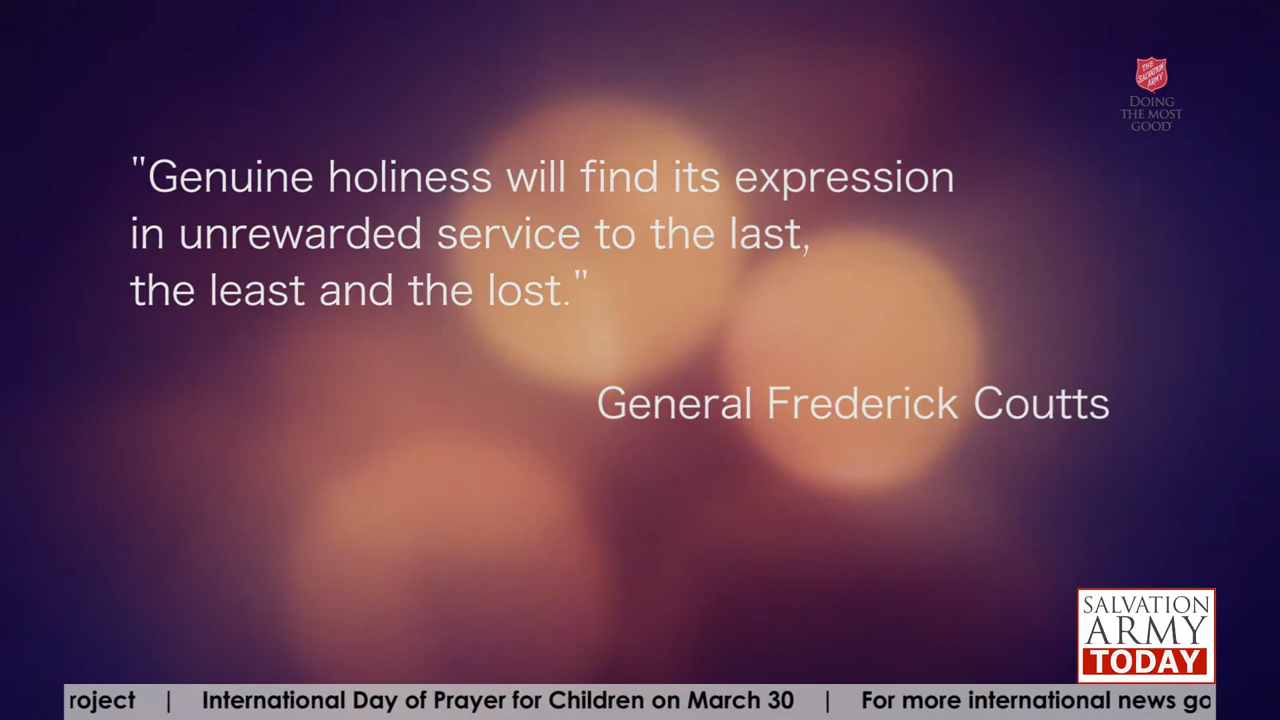 THE
SALVATION
ARMY
DOING
THE MOST
GOOD
"Genuine holiness will find its expression
in unrewarded service to the last,
the least and the lost."
General Frederick Coutts
SALVATION
ARMY
TODAY
roject | International Day of Prayer for Children on March 30 | For more international news go